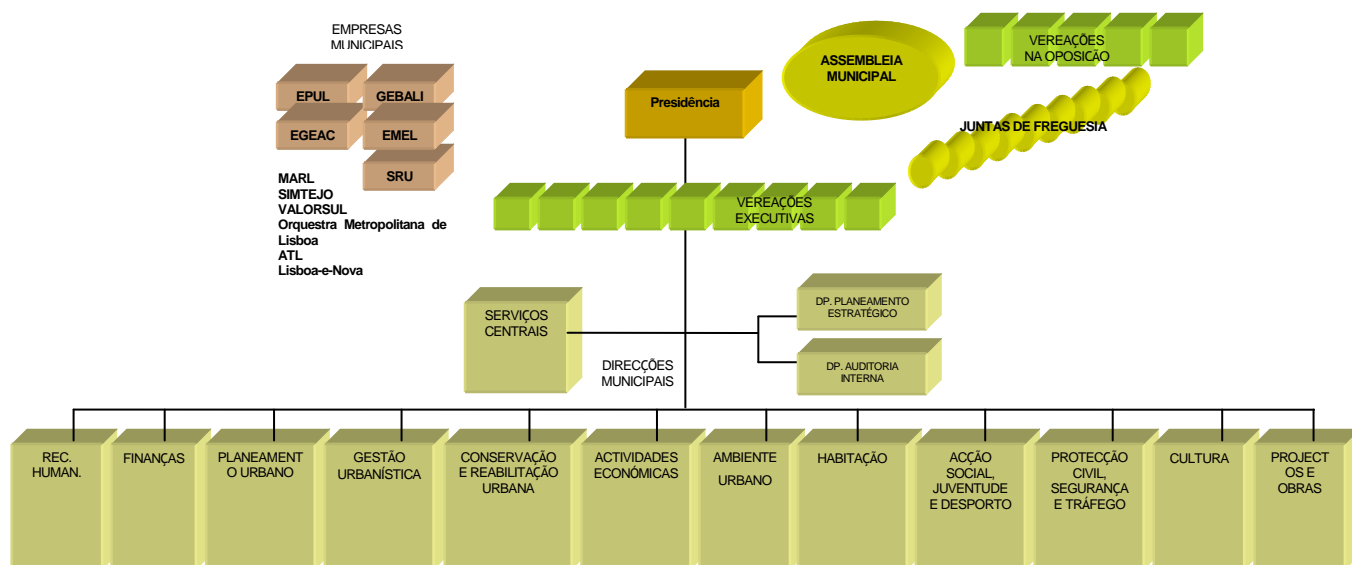 EMPRESAS
MUNICIPAIS
EPUL
GEBALI
EGEAC
EMEL
SRU
MARL
SIMTEJO
VALORSUL
Orquestra Metropolitana de
Lisboa
ATL
Lisboa-e-Nova
Presidência
ASSEMBLEIA
MUNICIPAL
VEREAÇÕES
NA OPOSIÇÃO
JUNTAS DE FREGUESIA
VEREAÇÕES
EXECUTIVAS
SERVIÇOS
CENTRAIS
DP. PLANEAMENTO
ESTRATÉGICO
DP. AUDITORIA
INTERNA
DIRECÇÕES
MUNICIPAIS
REC.
HUMAN.
FINANÇAS
PLANEAMENT
O URBANO
GESTÃO
URBANÍSTICA
CONSERVAÇÃO
E REABILITAÇÃO
URBANA
ACTIVIDADES
ECONÓMICAS
AMBIENTE
URBANO
HABITAÇÃO
ACÇÃO
SOCIAL,
JUVENTUDE
E DESPORTO
PROTECÇÃO
CIVIL,
SEGURANÇA
E TRÁFEGO
CULTURA
PROJECT
OS E
OBRAS